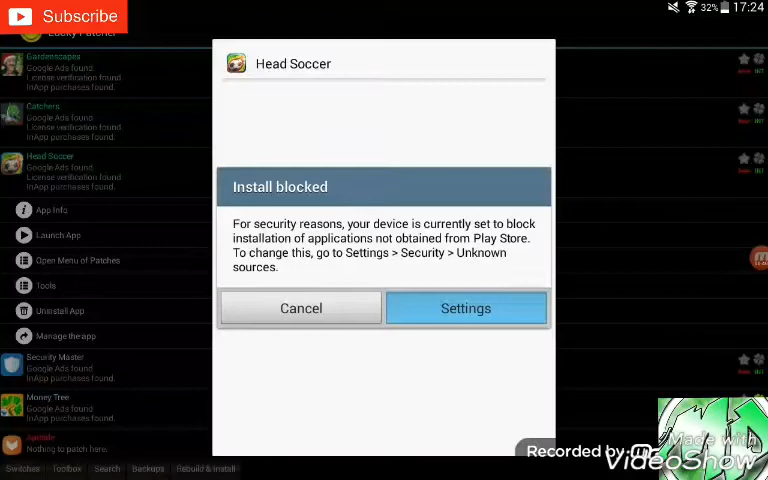 Subscribe
32% 17:24
Lucky Patcher
Gardenscapes
Google Ads found.
License verification found.
InApp purchases found!
Catchers
Google Ads found.
License verification found.
InApp purchases found!
Head Soccer
Google Ads found.
License verification found.
InApp purchases found!
App Info
Launch App
Open Menu of Patches
Tools
Uninstall App
Manage the app
Security Master
Google Ads found.
InApp purchases found!
Money Tree
Google Ads found.
InApp purchases found!
Aptoide
Nothing to patch here.
Switches Toolbox Search Backups Rebuild & Install
Head Soccer
Install blocked
For security reasons, your device is currently set to block
installation of applications not obtained from Play Store.
To change this, go to Settings > Security > Unknown
sources.
Cancel Settings
INT
INT
INT
INT
Recorded by
Made with
VideoShow